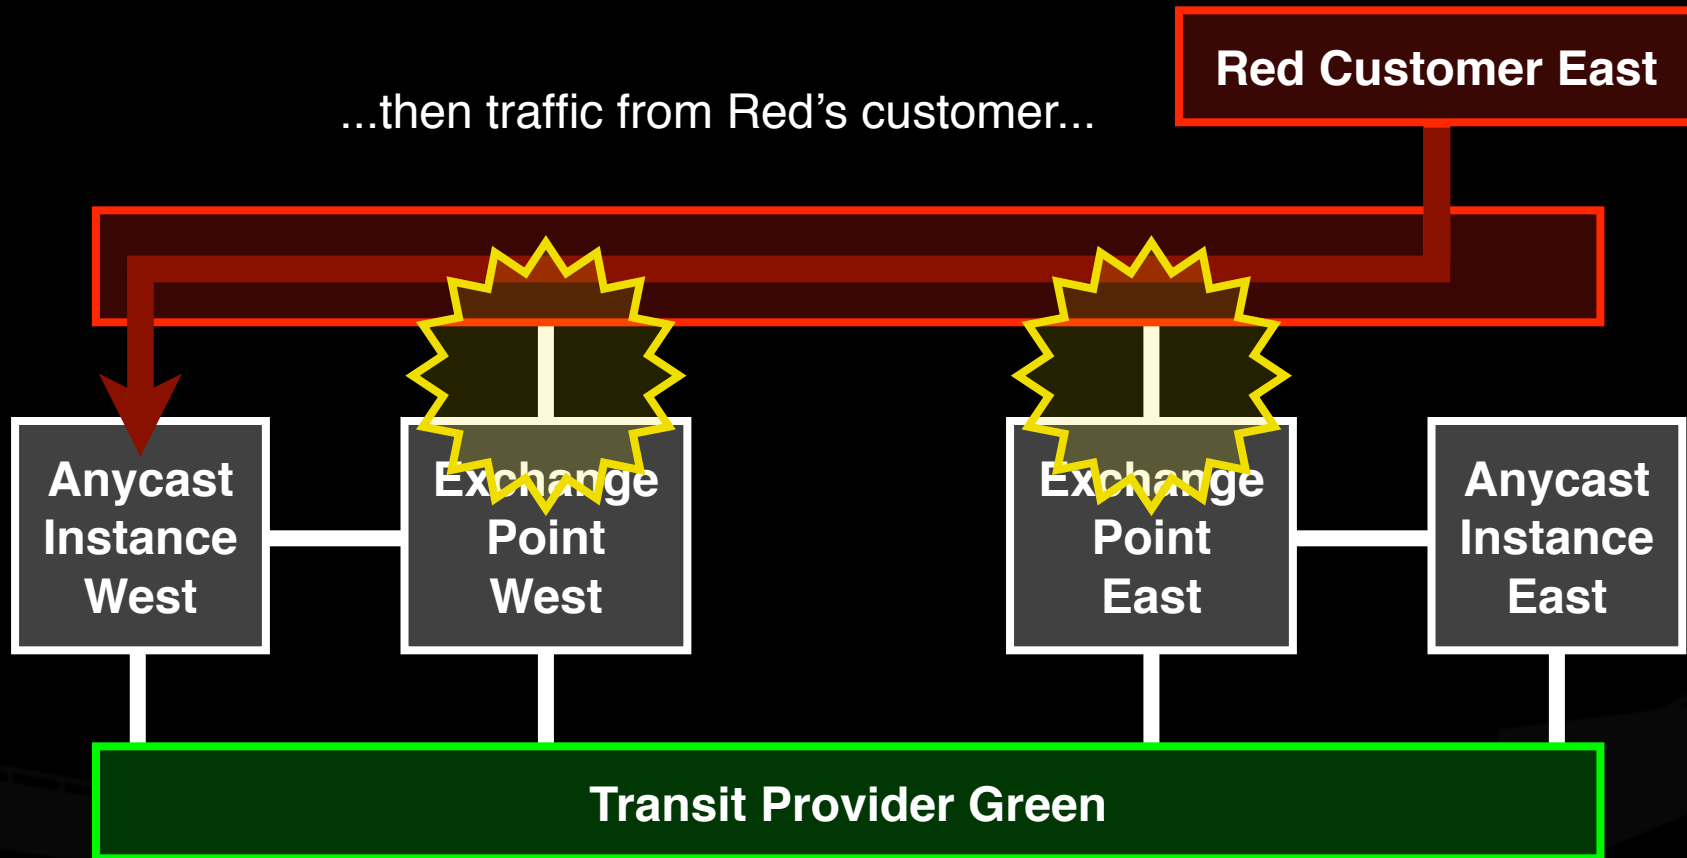 Red Customer East
...then traffic from Red’s customer...
Anycast
Instance
West
Exchange
Point
West
Exchange
Point
East
Anycast
Instance
East
Transit Provider Green